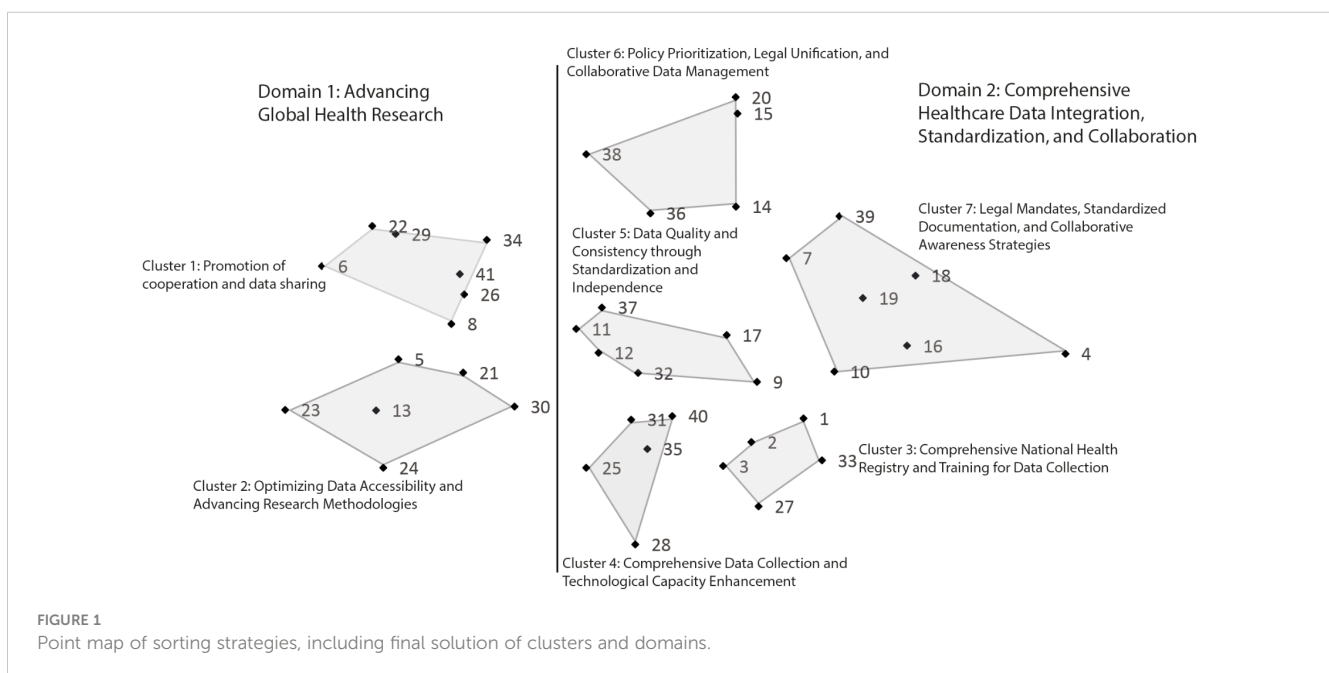 Cluster 6: Policy Prioritization, Legal Unification, and
Collaborative Data Management
Domain 1: Advancing
Global Health Research
Domain 2: Comprehensive
Healthcare Data Integration,
Standardization, and Collaboration
20
15
38
14
36
22
29
34
6
41
26
8
Cluster 1: Promotion of
cooperation and data sharing
Cluster 5: Data Quality and
Consistency through
Standardization and
Independence
39
Cluster 7: Legal Mandates, Standardized
Documentation, and Collaborative
Awareness Strategies
7
18
19
16
4
10
37
11
17
12
32
9
5
21
23
13
30
24
Cluster 2: Optimizing Data Accessibility and
Advancing Research Methodologies
31
40
35
25
28
1
2
3
33
27
Cluster 3: Comprehensive National Health
Registry and Training for Data Collection
Cluster 4: Comprehensive Data Collection and
Technological Capacity Enhancement
FIGURE 1
Point map of sorting strategies, including final solution of clusters and domains.